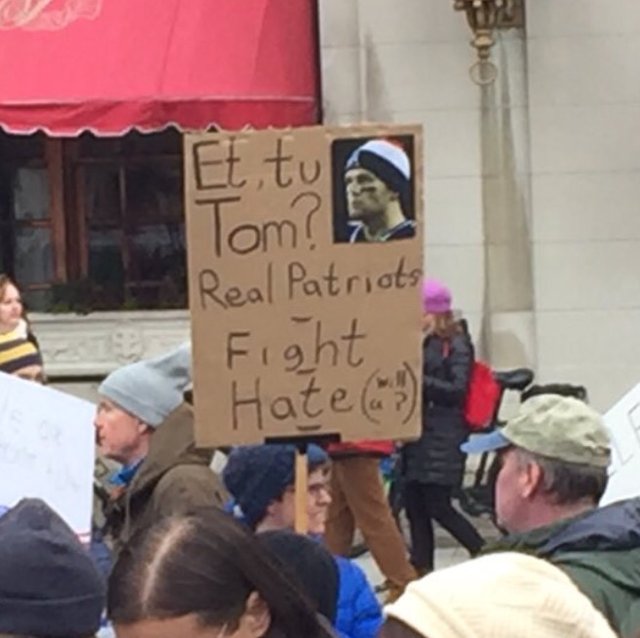 Et, tu
Tom?
Real Patriots
Fight
Hate (will
u ?)